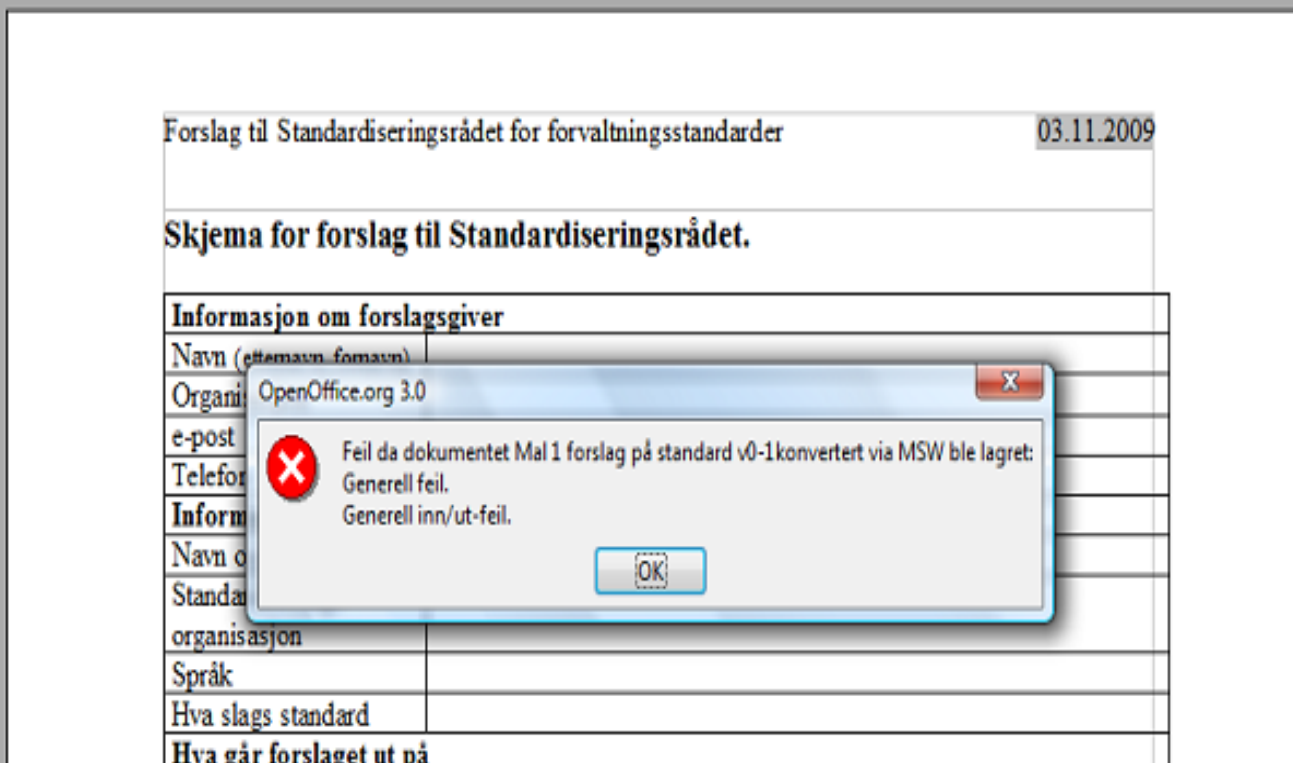 Forslag til Standardiseringsrådet for forvaltningsstandarder 03.11.2009
Skjema for forslag til Standardiseringsrådet.
Informasjon om forslagsgiver
Navn (etternavn, fornavn)
OpenOffice.org 3.0
Feil da dokumentet Mal 1 forslag på standard v0-1konvertert via MSW ble lagret:
Generell feil.
Generell inn/ut-feil.
OK
e-post
Navn
organisasjon
Språk
Hva slags standard
Hva går forslaget ut på